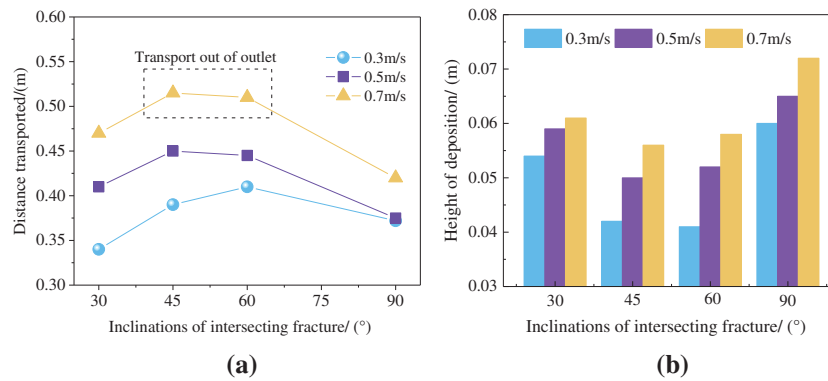 (a)
0.60
0.55
0.50
0.45
0.40
0.35
0.30
Distance transported/(m)
Transport out of outlet
0.3m/s
0.5m/s
0.7m/s
30 45 60 75 90
Inclinations of intersecting fracture/ (°)
(a)
(b)
0.08
0.07
0.06
0.05
0.04
0.03
Height of deposition/ (m)
0.3m/s 0.5m/s 0.7m/s
30 45 60 90
Inclinations of intersecting fracture/ (°)
(b)